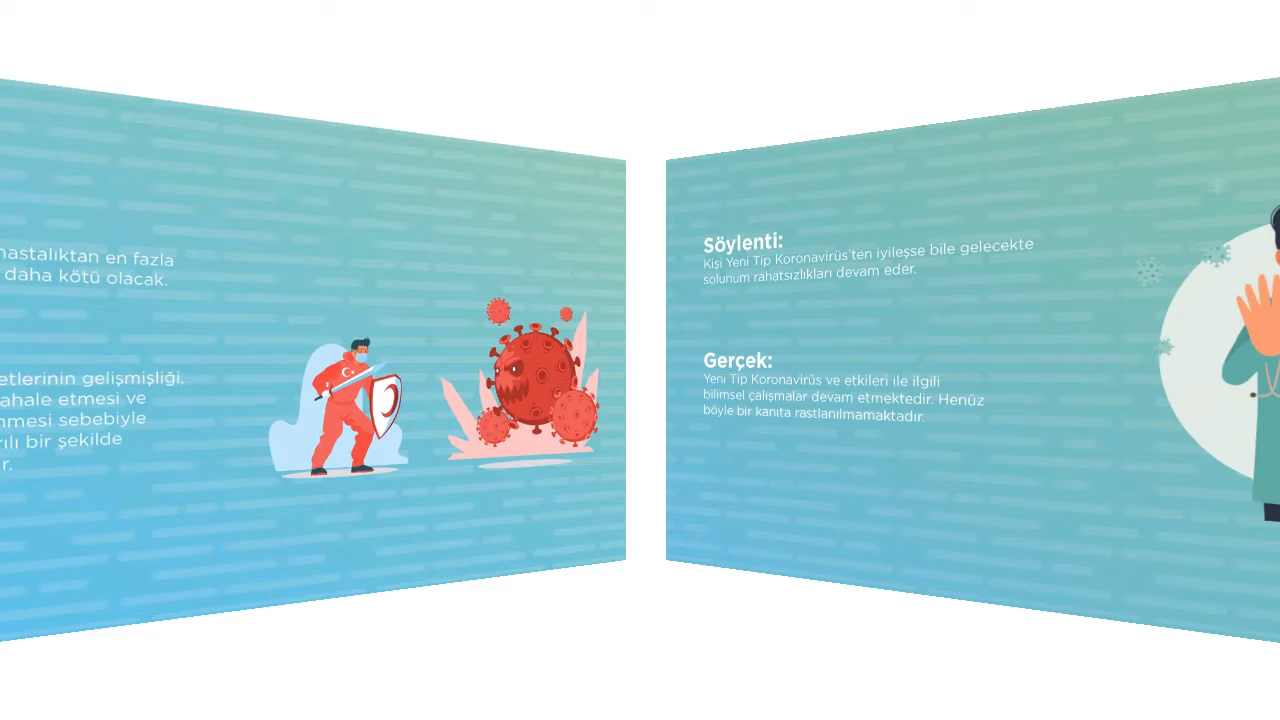 hastalıktan en fazla
daha kötü olacak.
etlerinin gelişmişliği,
ahale etmesi ve
nmesi sebebiyle
rılı bir şekilde
r.
Söylenti:
Kişi Yeni Tip Koronavirüs'ten iyileşse bile gelecekte
solunum rahatsızlıkları devam eder.
Gerçek:
Yeni Tip Koronavirüs ve etkileri ile ilgili
bilimsel çalışmalar devam etmektedir. Henüz
böyle bir kanıta rastlanılmamaktadır.